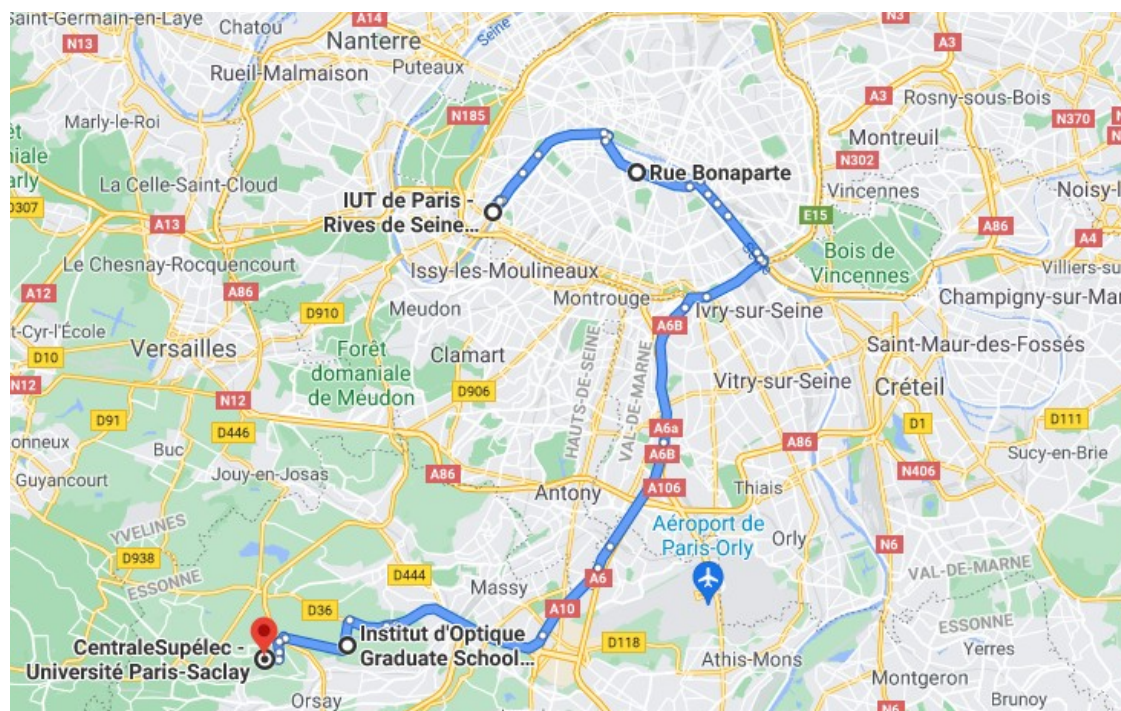 Saint-Germain-en-Laye
Chatou
A14
N13
Nanterre
Seine
N3
A3
Puteaux
Rueil-Malmaison
N185
A3
Rosny-sous-Bois
Marly-le-Roi
N370
Montreuil
N302
Rue Bonaparte
Vincennes
La Celle-Saint-Cloud
IUT de Paris -
Rives de Seine...
D307
A13
E15
A86
A4
Le Chesnay-Rocquencourt
Issy-les-Moulineaux
Bois de
Vincennes
A12
A86
Meudon
Montrouge
Ivry-sur-Seine
Champigny-sur-Mar
D910
A6B
t-Cyr-l'École
Versailles
D10
Forêt
domaniale
de Meudon
Clamart
HAUTS-DE-SEINE
VAL-DE-MARNE
Saint-Maur-des-Fossés
N12
D906
Vitry-sur-Seine
Créteil
N12
D91
D446
A6a
D1
D111
A86
A6B
Buc
Guyancourt
Jouy-en-Josas
A86
A106
Thiais
N406
Sucy-en-Brie
Antony
Aéroport de
Paris-Orly
Orly
YVELINES
D938
ESSONNE
N6
VAL-DE-MARNE
D444
Massy
A6
D36
A10
ESSONNE
CentraleSupélec -
Université Paris-Saclay
Institut d'Optique
Graduate School...
D118
Athis-Mons
Yerres
Orsay
Montgeron
N6
Brunoy